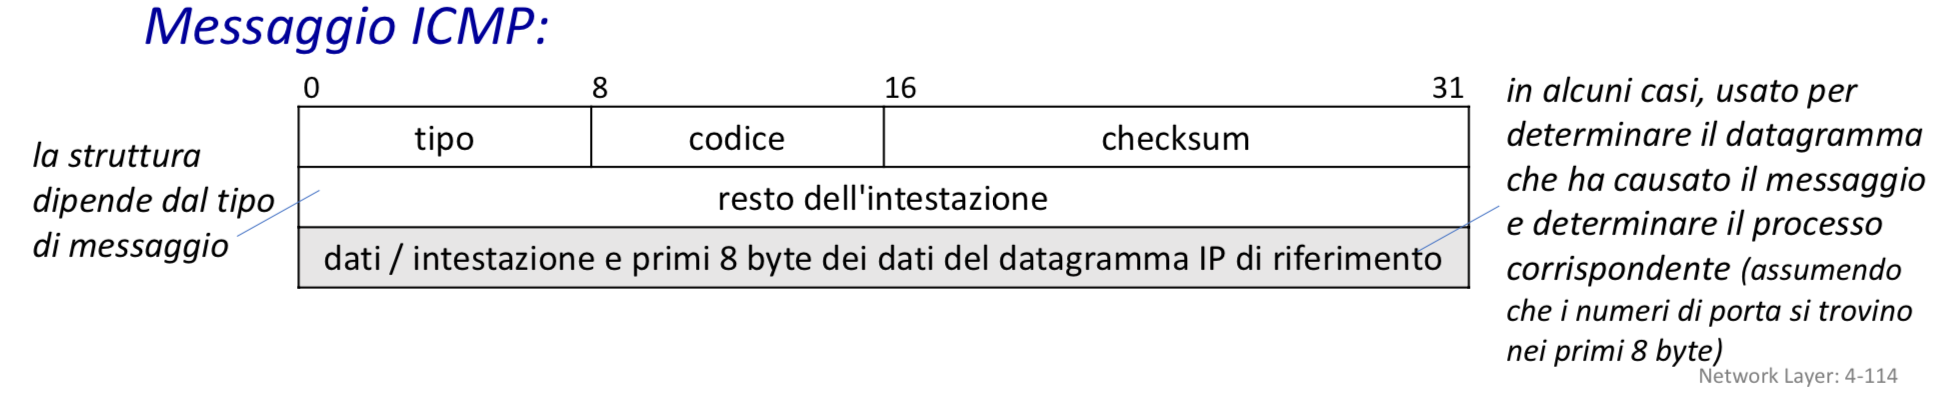 Messaggio ICMP:
0 8 16 31
tipo codice checksum
resto dell'intestazione
dati / intestazione e primi 8 byte dei dati del datagramma IP di riferimento
la struttura
dipende dal tipo
di messaggio
in alcuni casi, usato per
determinare il datagramma
che ha causato il messaggio
e determinare il processo
corrispondente (assumendo
che i numeri di porta si trovino
nei primi 8 byte)
Network Layer: 4-114